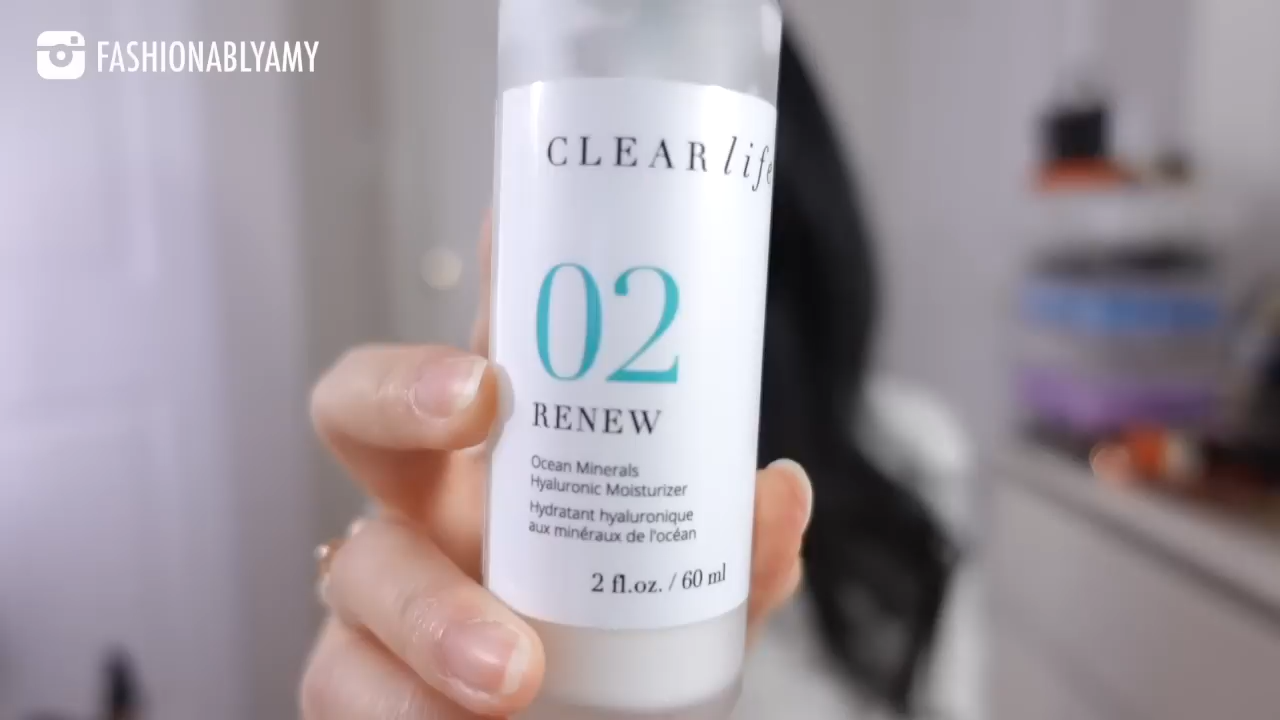 FASHIONABLYAMY
CLEAR life
02
RENEW
Ocean Minerals
Hyaluronic Moisturizer
Hydratant hyaluronique
aux minéraux de l'océan
2 fl.oz. / 60 ml